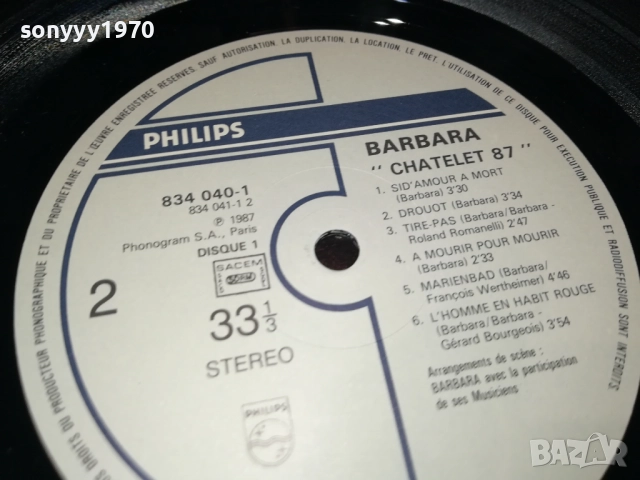 sonyyy1970
DROITS DU PRODUCTEUR PHONOGRAPHIQUE ET DU PROPRIETAIRE DE L'ŒUVRE ENREGISTREE RESERVES. SAUF AUTORISATION, LA DUPLICATION, LA LOCATION, LE PRET, L'UTILISATION DE CE DISQUE POUR EXECUTION PUBLIQUE ET RADIODIFFUSION SONT INTERDITS
PHILIPS
BARBARA
"CHATELET 87"
834 040-1
834 041-1 2
℗ 1987
Phonogram S.A., Paris
DISQUE 1
SACEM
2
33 1/3
STEREO
PHILIPS
1. SID'AMOUR A MORT
(Barbara) 3'30
2. DROUOT (Barbara) 3'34
3. TIRE-PAS (Barbara/Barbara -
Roland Romanelli) 2'47
4. A MOURIR POUR MOURIR
(Barbara) 2'33
5. MARIENBAD (Barbara/
François Wertheimer) 4'46
6. L'HOMME EN HABIT ROUGE
(Barbara/Barbara -
Gérard Bourgeois) 3'54
Arrangements de scène :
BARBARA avec la participation
de ses Musiciens
BAZAR